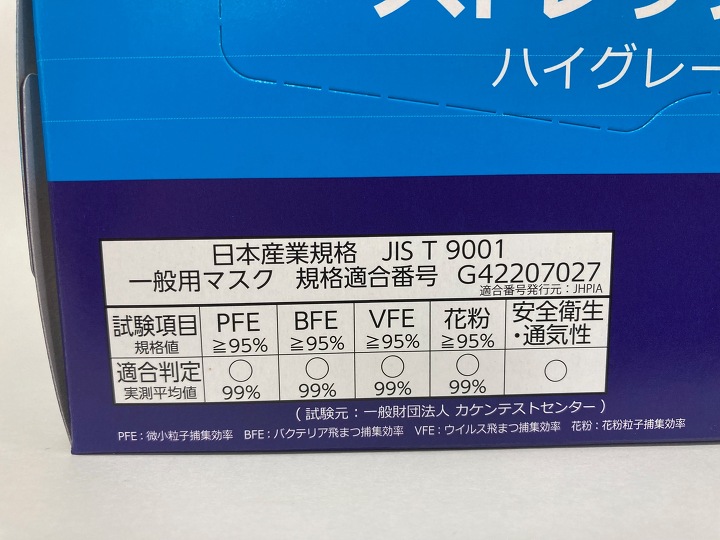 ハイグレー
日本産業規格 JIS T 9001
一般用マスク 規格適合番号 G42207027
適合番号発行元：JHPIA
試験項目 PFE BFE VFE 花粉 安全衛生
規格値 ≧95% ≧95% ≧95% ≧95% ・通気性
適合判定 ○ ○ ○ ○ ○
実測平均値 99% 99% 99% 99%
（試験元：一般財団法人 カケンテストセンター）
PFE：微小粒子捕集効率 BFE：バクテリア飛まつ捕集効率 VFE：ウイルス飛まつ捕集効率 花粉：花粉粒子捕集効率